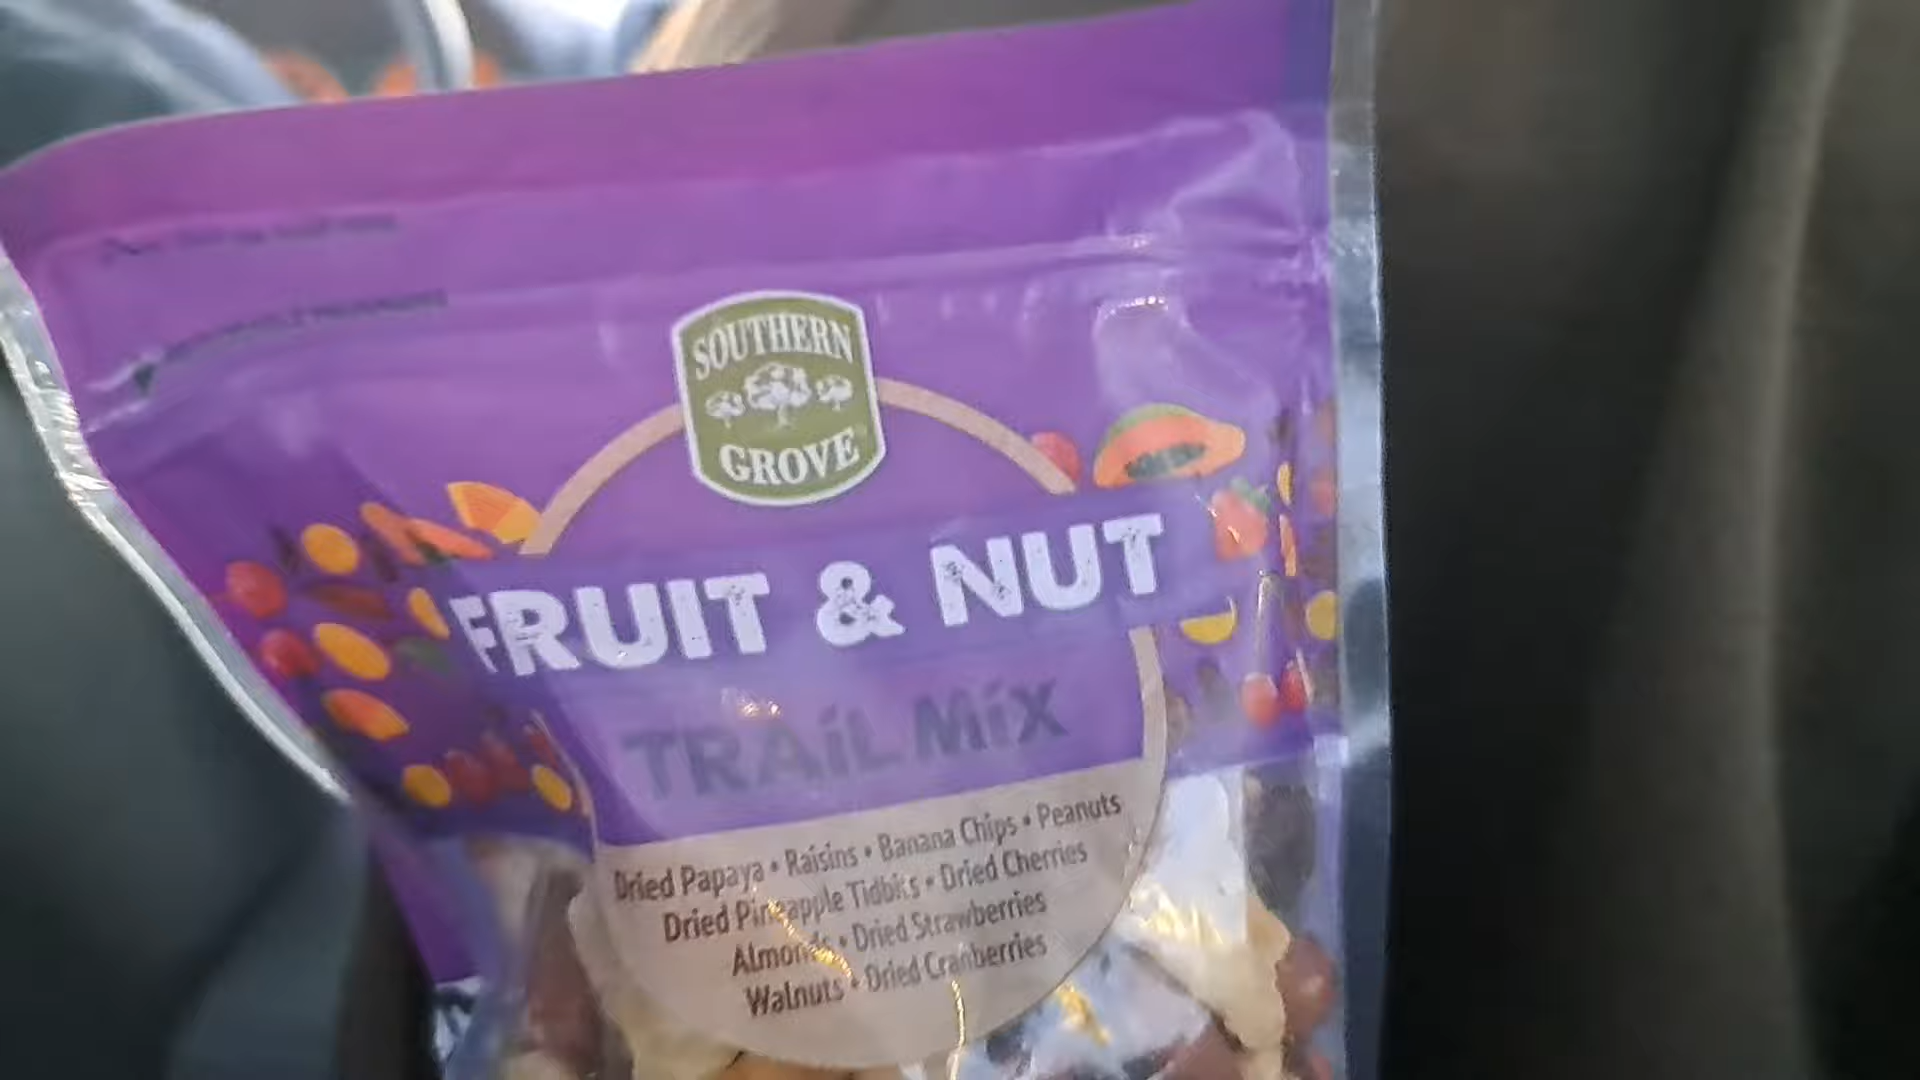 SOUTHERN
GROVE
FRUIT & NUT
TRAiL MiX
Dried Papaya • Raisins • Banana Chips • Peanuts
Dried Pineapple Tidbits • Dried Cherries
Almonds • Dried Strawberries
Walnuts • Dried Cranberries